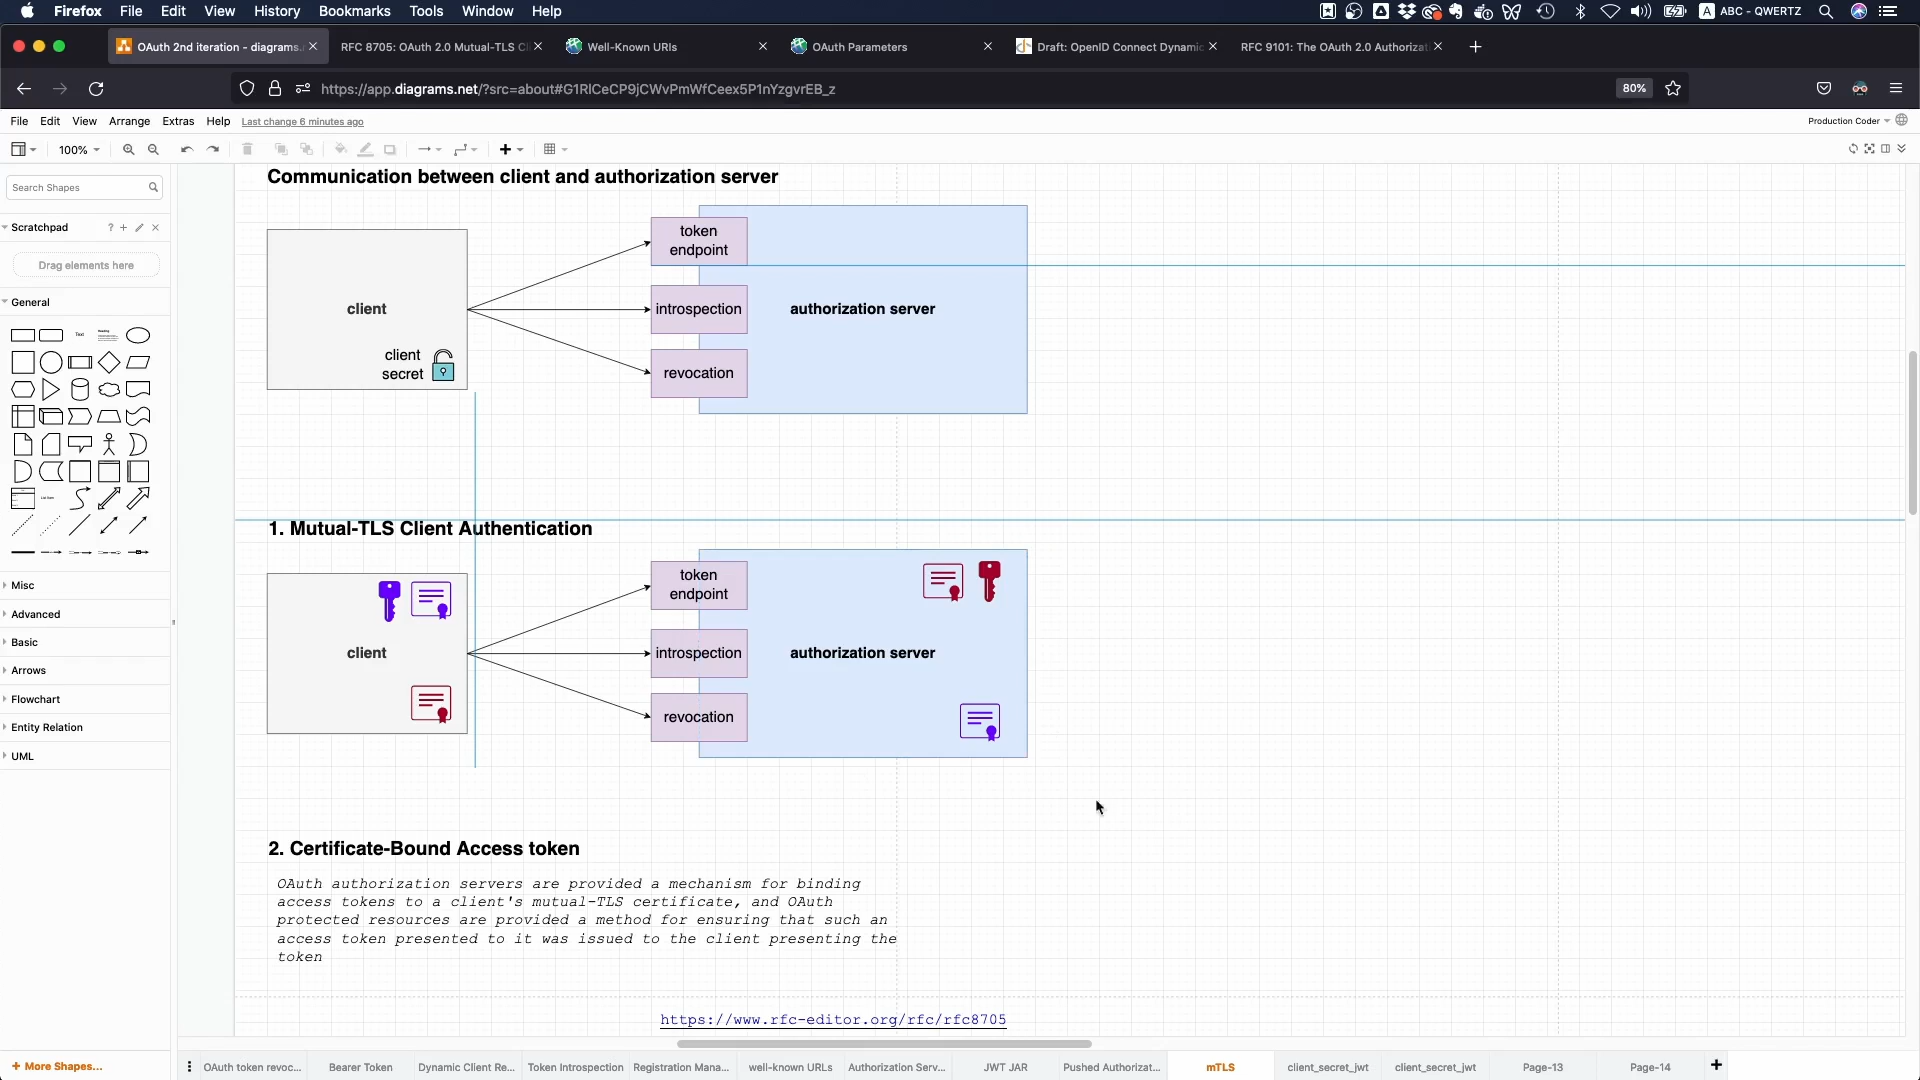 Firefox File Edit View History Bookmarks Tools Window Help
ABC - QWERTZ
OAuth 2nd iteration - diagrams.
RFC 8705: OAuth 2.0 Mutual-TLS Cl
Well-Known URIs
OAuth Parameters
Draft: OpenID Connect Dynamic
RFC 9101: The OAuth 2.0 Authorizat
https://app.diagrams.net/?src=about#G1RlCeCP9jCWvPmWfCeex5P1nYzgvrEB_z
80%
File Edit View Arrange Extras Help Last change 6 minutes ago
Production Coder
100%
Search Shapes
Scratchpad
?
Drag elements here
General
Text
Heading
List Item
Misc
Advanced
Basic
Arrows
Flowchart
Entity Relation
UML
+ More Shapes...
Communication between client and authorization server
client
client
secret
token
endpoint
introspection
revocation
authorization server
1. Mutual-TLS Client Authentication
client
token
endpoint
introspection
revocation
authorization server
2. Certificate-Bound Access token
OAuth authorization servers are provided a mechanism for binding
access tokens to a client's mutual-TLS certificate, and OAuth
protected resources are provided a method for ensuring that such an
access token presented to it was issued to the client presenting the
token
https://www.rfc-editor.org/rfc/rfc8705
OAuth token revoc...
Bearer Token
Dynamic Client Re...
Token Introspection
Registration Mana...
well-known URLs
Authorization Serv...
JWT JAR
Pushed Authorizat...
mTLS
client_secret_jwt
client_secret_jwt
Page-13
Page-14